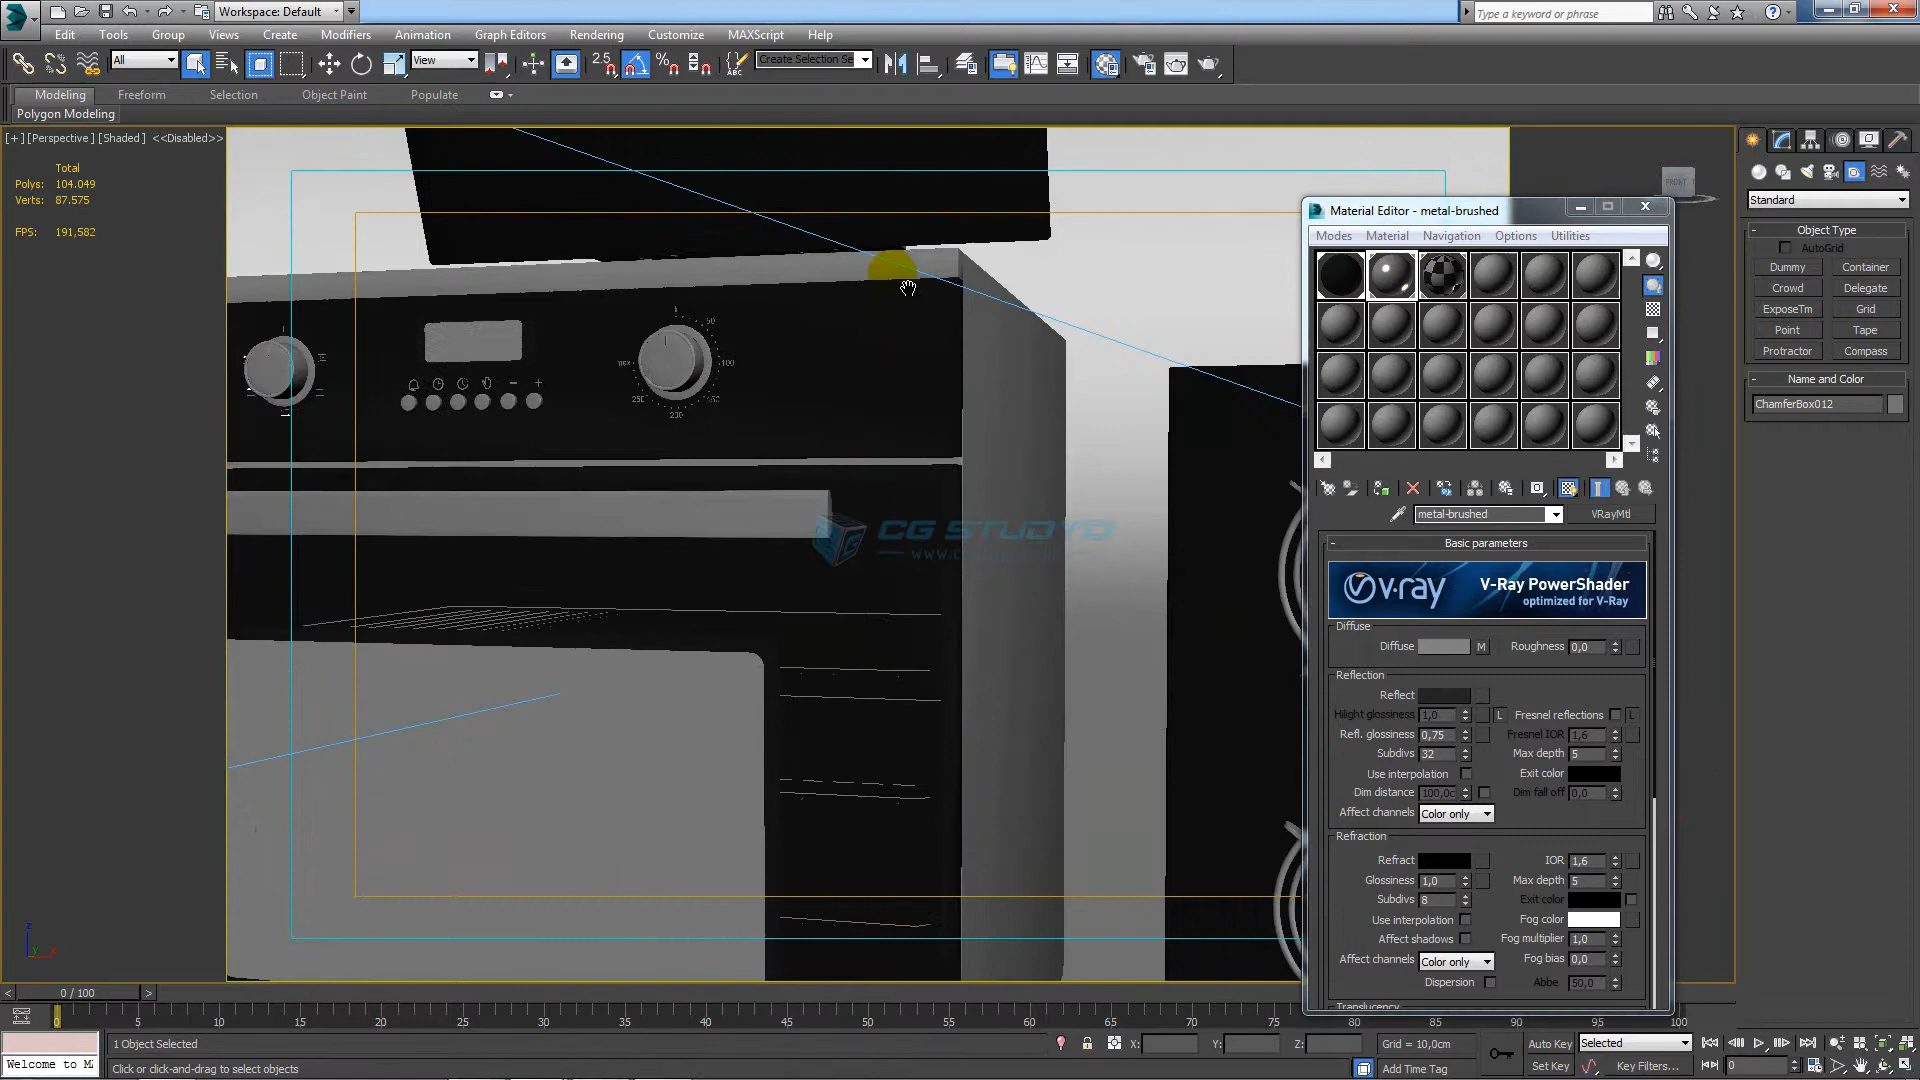 Workspace: Default
Type a keyword or phrase
Edit Tools Group Views Create Modifiers Animation Graph Editors Rendering Customize MAXScript Help
All
View
2.5
Create Selection Se
Modeling Freeform Selection Object Paint Populate
Polygon Modeling
[+] [Perspective] [Shaded] <<Disabled>>
Total
Polys: 104.049
Verts: 87.575
FPS: 191,582
FRONT
50
100
max
150
200
250
CG STUDYO
Material Editor - metal-brushed
Modes Material Navigation Options Utilities
metal-brushed
VRayMtl
Basic parameters
v·ray
V-Ray PowerShader
optimized for V-Ray
Diffuse
Diffuse M Roughness 0,0
Reflection
Reflect
Hilight glossiness 1,0 L Fresnel reflections L
Refl. glossiness 0,75 Fresnel IOR 1,6
Subdivs 32 Max depth 5
Use interpolation Exit color
Dim distance 100,0c Dim fall off 0,0
Affect channels Color only
Refraction
Refract IOR 1,6
Glossiness 1,0 Max depth 5
Subdivs 8 Exit color
Use interpolation Fog color
Affect shadows Fog multiplier 1,0
Affect channels Color only Fog bias 0,0
Dispersion Abbe 50,0
Translucency
Standard
Object Type
AutoGrid
Dummy Container
Crowd Delegate
ExposeTm Grid
Point Tape
Protractor Compass
Name and Color
ChamferBox012
0 / 100
0 5 10 15 20 25 30 35 40 45 50 55 60 65 70 75 80 85 90 95 100
1 Object Selected
X: Y: Z:
Grid = 10,0cm
Auto Key
Selected
Welcome to M
Click or click-and-drag to select objects
Add Time Tag
Set Key
Key Filters...
0